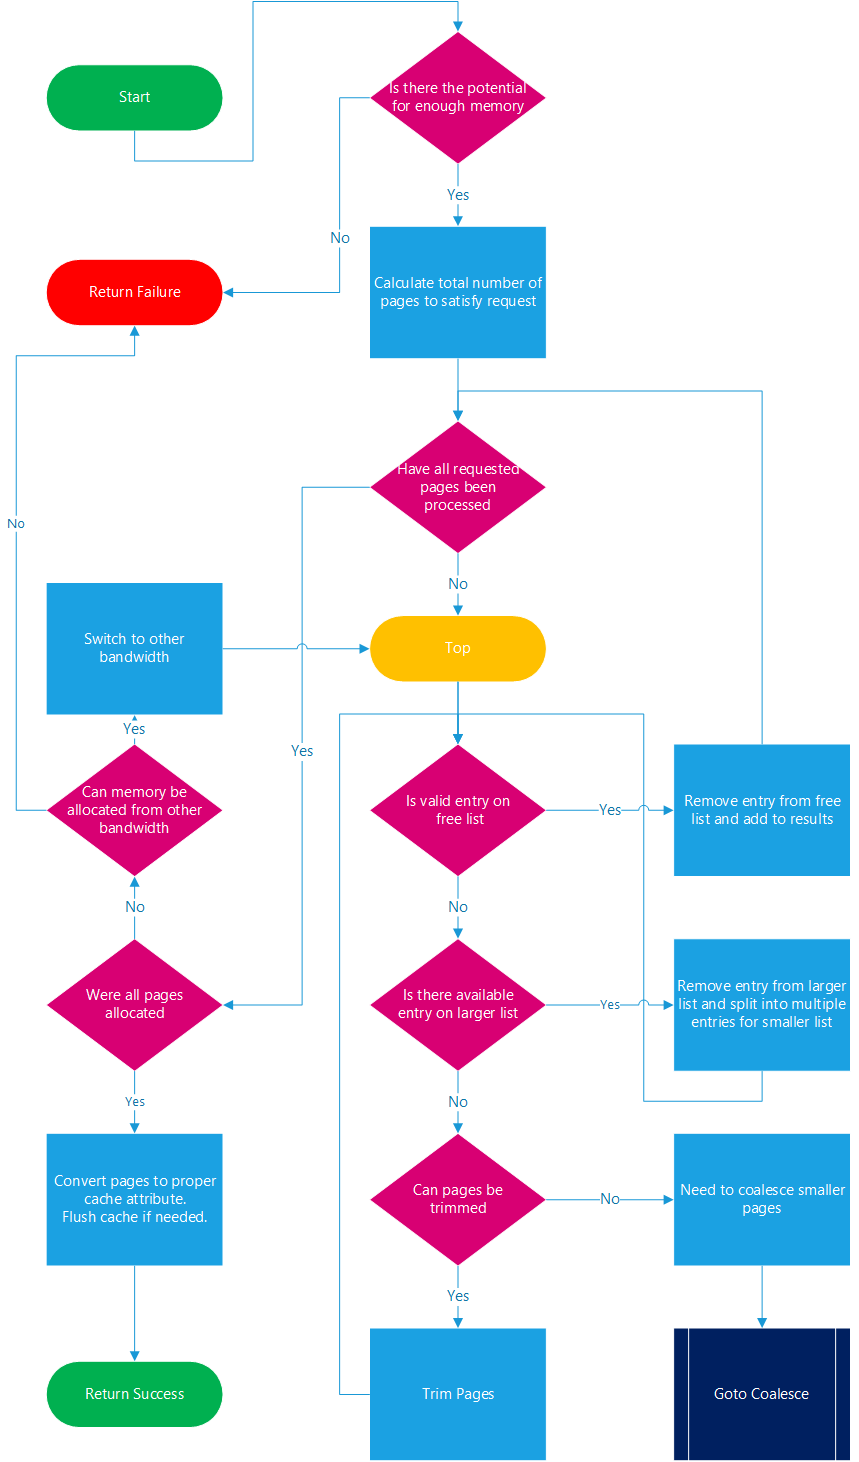 Start
Is there the potential
for enough memory
Yes
No
Return Failure
Calculate total number of
pages to satisfy request
Have all requested
pages been
processed
No
No
Switch to other
bandwidth
Top
Yes
Yes
Can memory be
allocated from other
bandwidth
Is valid entry on
free list
Yes
Remove entry from free
list and add to results
No
No
Were all pages
allocated
Is there available
entry on larger list
Yes
Remove entry from larger
list and split into multiple
entries for smaller list
Yes
No
Convert pages to proper
cache attribute.
Flush cache if needed.
Can pages be
trimmed
No
Need to coalesce smaller
pages
Yes
Return Success
Trim Pages
Goto Coalesce